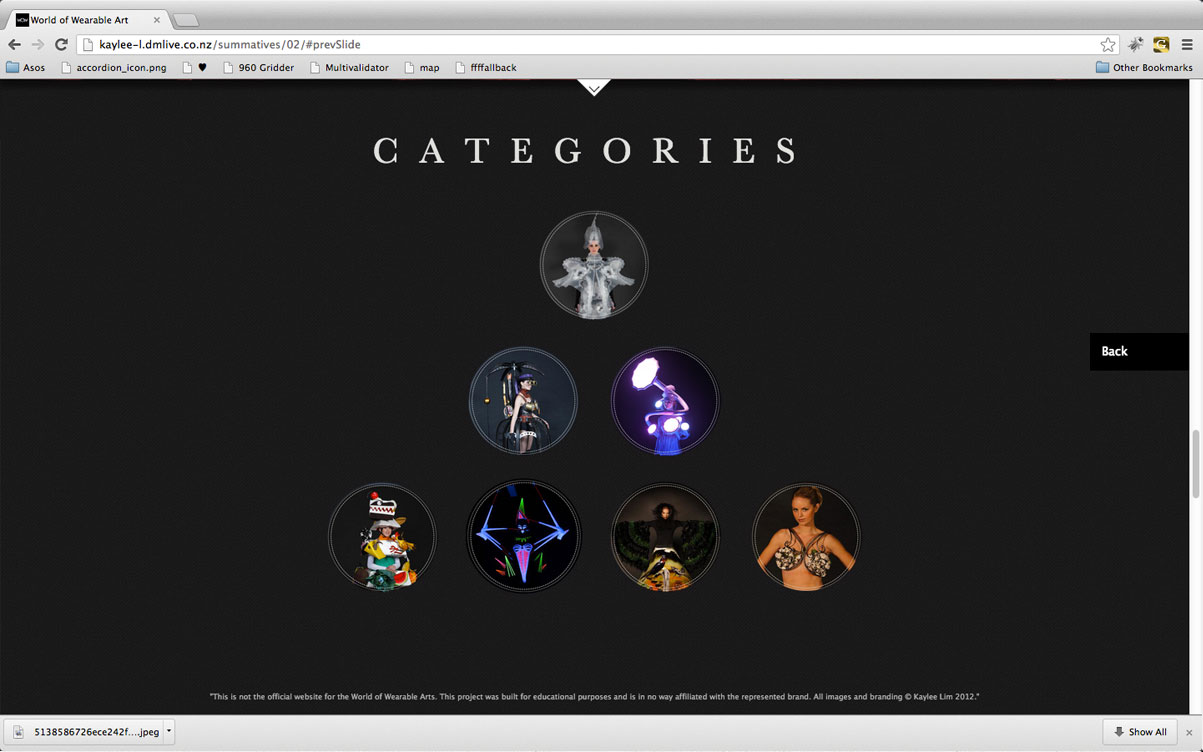 WOW World of Wearable Art
kaylee-l.dmlive.co.nz/summatives/02/#prevSlide
Asos accordion_icon.png ♥ 960 Gridder Multivalidator map ffffallback Other Bookmarks
CATEGORIES
Back
"This is not the official website for the World of Wearable Arts. This project was built for educational purposes and is in no way affiliated with the represented brand. All images and branding © Kaylee Lim 2012."
5138586726ece242f....jpeg Show All